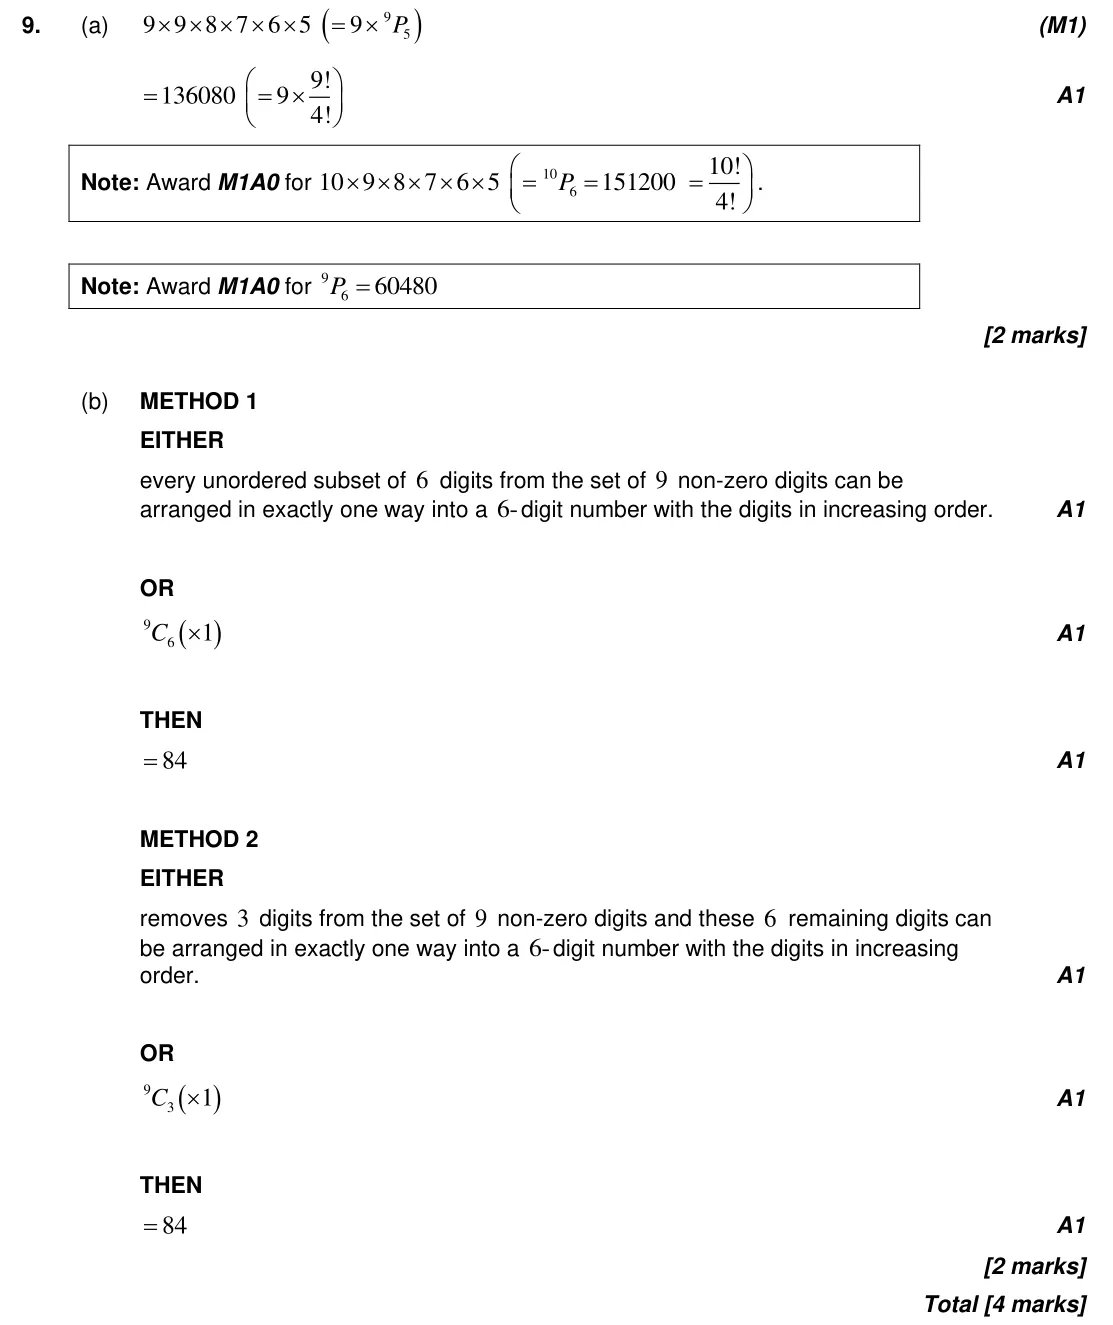 9. (a) 9×9×8×7×6×5 (=9×⁹P₅) (M1)
=136080 (=9×9!/4!) A1
Note: Award M1A0 for 10×9×8×7×6×5 (= ¹⁰P₆ =151200 =10!/4!).
Note: Award M1A0 for ⁹P₆ =60480
[2 marks]
(b) METHOD 1
EITHER
every unordered subset of 6 digits from the set of 9 non-zero digits can be
arranged in exactly one way into a 6-digit number with the digits in increasing order. A1
OR
⁹C₆(×1) A1
THEN
=84 A1
METHOD 2
EITHER
removes 3 digits from the set of 9 non-zero digits and these 6 remaining digits can
be arranged in exactly one way into a 6-digit number with the digits in increasing
order. A1
OR
⁹C₃(×1) A1
THEN
=84 A1
[2 marks]
Total [4 marks]